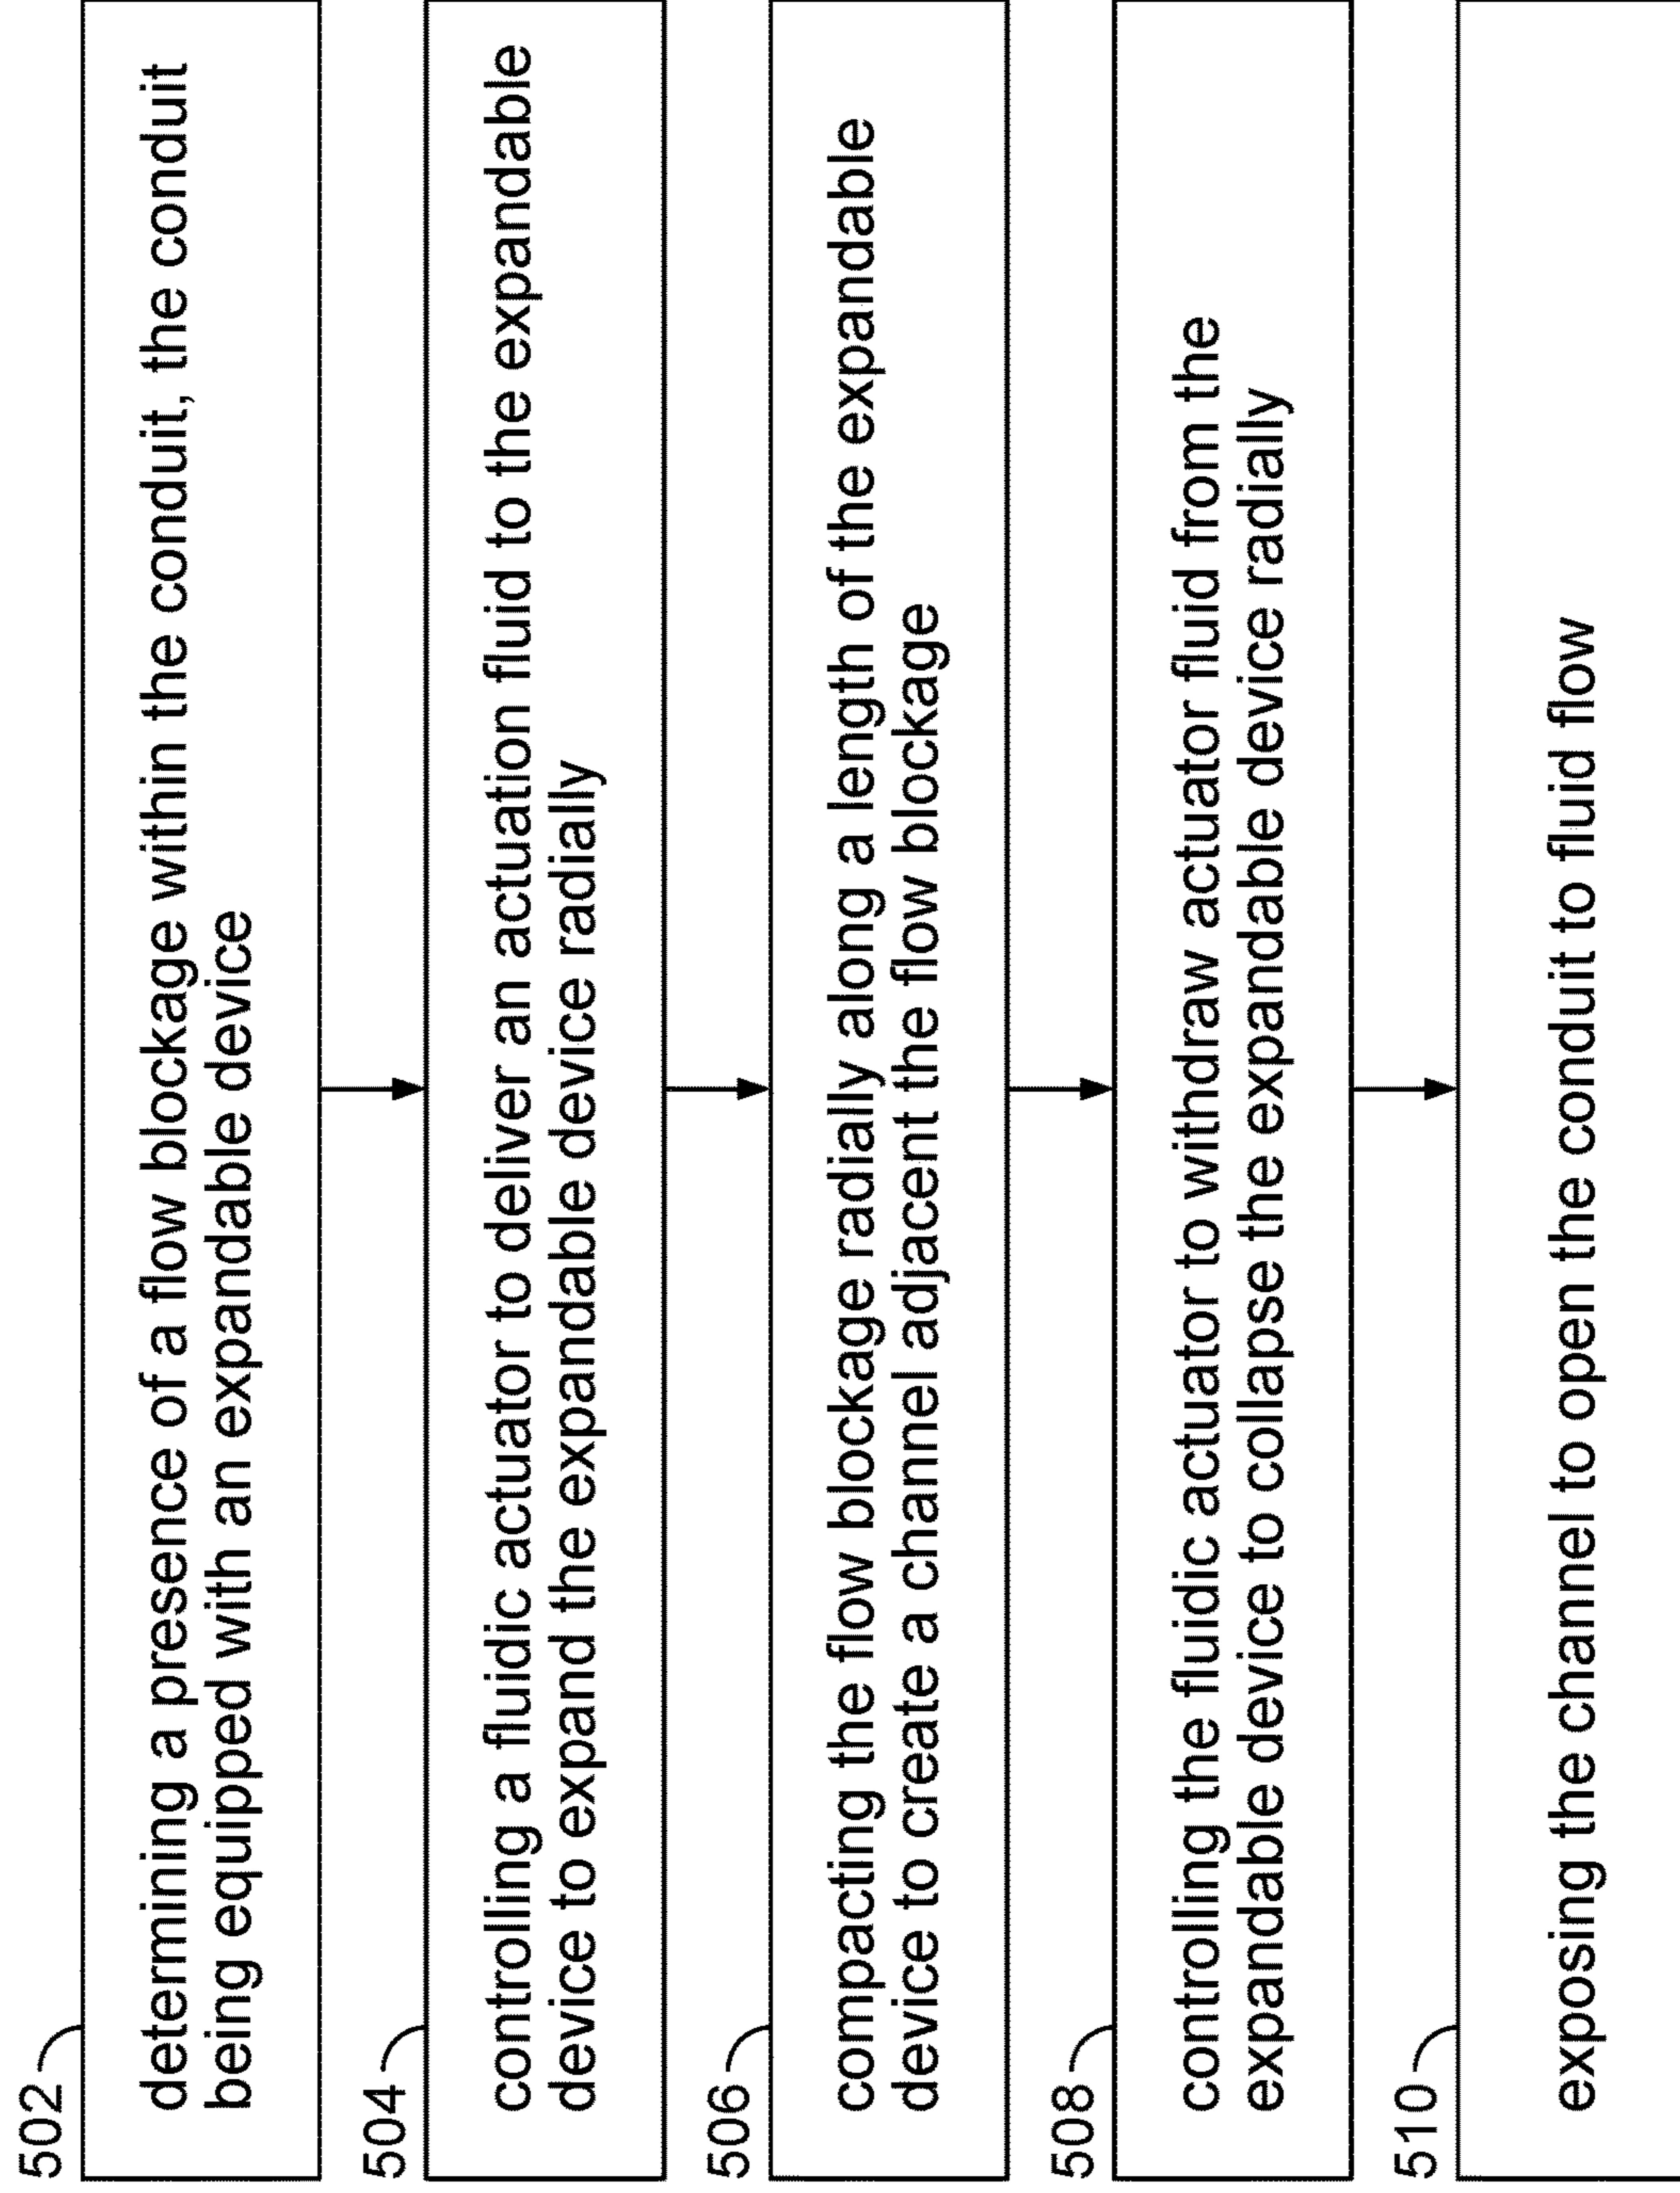 502
determining a presence of a flow blockage within the conduit, the conduit
being equipped with an expandable device
504
controlling a fluidic actuator to deliver an actuation fluid to the expandable
device to expand the expandable device radially
506
compacting the flow blockage radially along a length of the expandable
device to create a channel adjacent the flow blockage
508
controlling the fluidic actuator to withdraw actuator fluid from the
expandable device to collapse the expandable device radially
510
exposing the channel to open the conduit to fluid flow